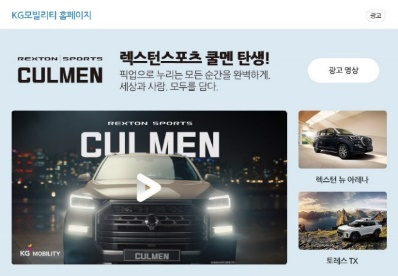 KG모빌리티 홈페이지
광고
REXTON SPORTS
CULMEN
렉스턴스포츠 쿨멘 탄생!
픽업으로 누리는 모든 순간을 완벽하게,
세상과 사람, 모두를 담다.
광고 영상
REXTON SPORTS
CULMEN
CULMEN
KG MOBILITY
렉스턴 뉴 아레나
토레스 TX